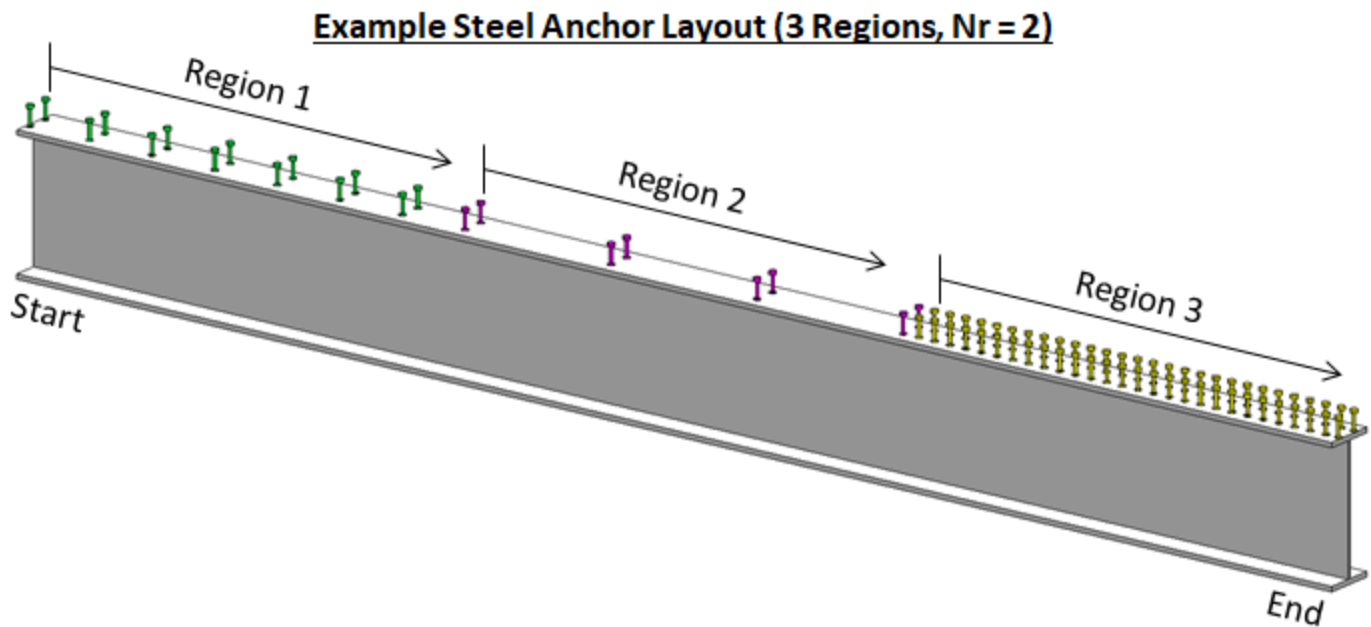 Example Steel Anchor Layout (3 Regions, Nr = 2)
Region 1
Region 2
Region 3
Start
End